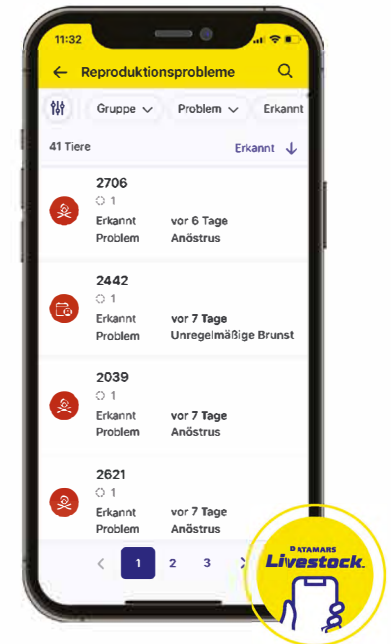 11:32
Reproduktionsprobleme
Gruppe Problem Erkannt
41 Tiere Erkannt
2706
1
Erkannt vor 6 Tage
Problem Anöstrus
2442
1
Erkannt vor 7 Tage
Problem Unregelmäßige Brunst
2039
1
Erkannt vor 7 Tage
Problem Anöstrus
2621
1
Erkannt vor 7 Tage
Problem Anöstrus
1 2 3
DATAMARS
Livestock.